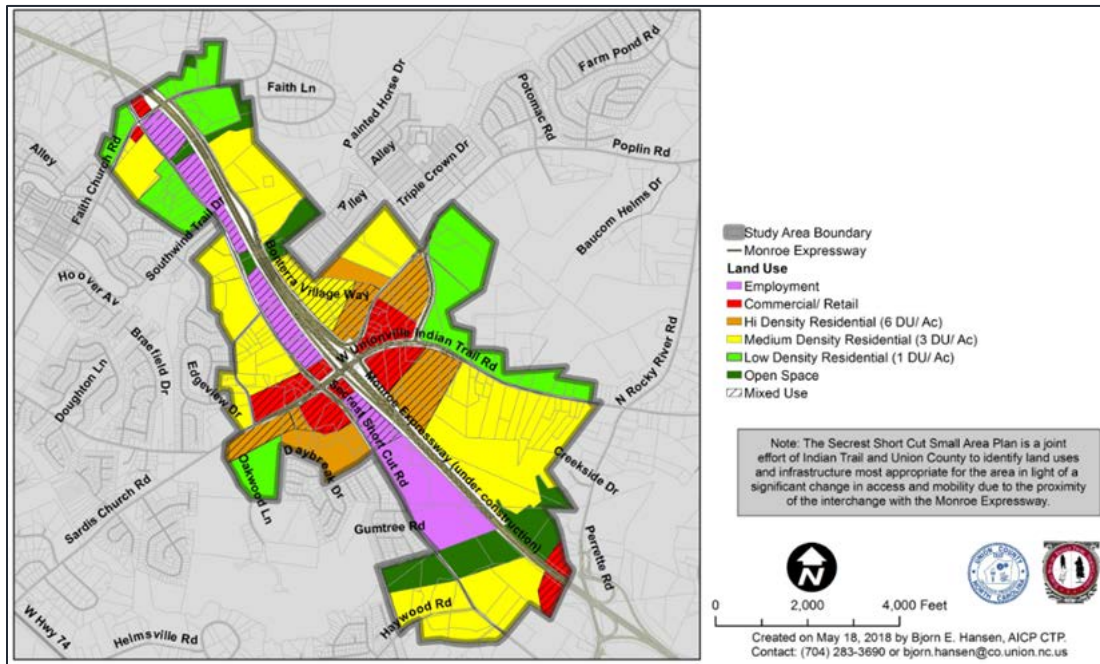 Farm Pond Rd
Faith Ln
Painted Horse Dr
Potomac Rd
Alley
Poplin Rd
Alley
Triple Crown Dr
Faith Church Rd
Alley
Baucom Helms Dr
Southwind Trail D
Hoover Av
Bonterra Village Way
W Unionville Indian Trail Rd
N Rocky River Rd
Braefield Dr
Doughton Ln
Edgeview Dr
Monroe Expressway (under construction)
Secrest Short Cut Rd
Creekside Dr
Daybreak Dr
Oakwood Ln
Sardis Church Rd
Gumtree Rd
Perrette Rd
Haywood Rd
W Hwy 74
Helmsville Rd
Study Area Boundary
Monroe Expressway
Land Use
Employment
Commercial/ Retail
Hi Density Residential (6 DU/ Ac)
Medium Density Residential (3 DU/ Ac)
Low Density Residential (1 DU/ Ac)
Open Space
Mixed Use
Note: The Secrest Short Cut Small Area Plan is a joint
effort of Indian Trail and Union County to identify land uses
and infrastructure most appropriate for the area in light of a
significant change in access and mobility due to the proximity
of the interchange with the Monroe Expressway.
N
0 2,000 4,000 Feet
Created on May 18, 2018 by Bjorn E. Hansen, AICP CTP.
Contact: (704) 283-3690 or bjorn.hansen@co.union.nc.us